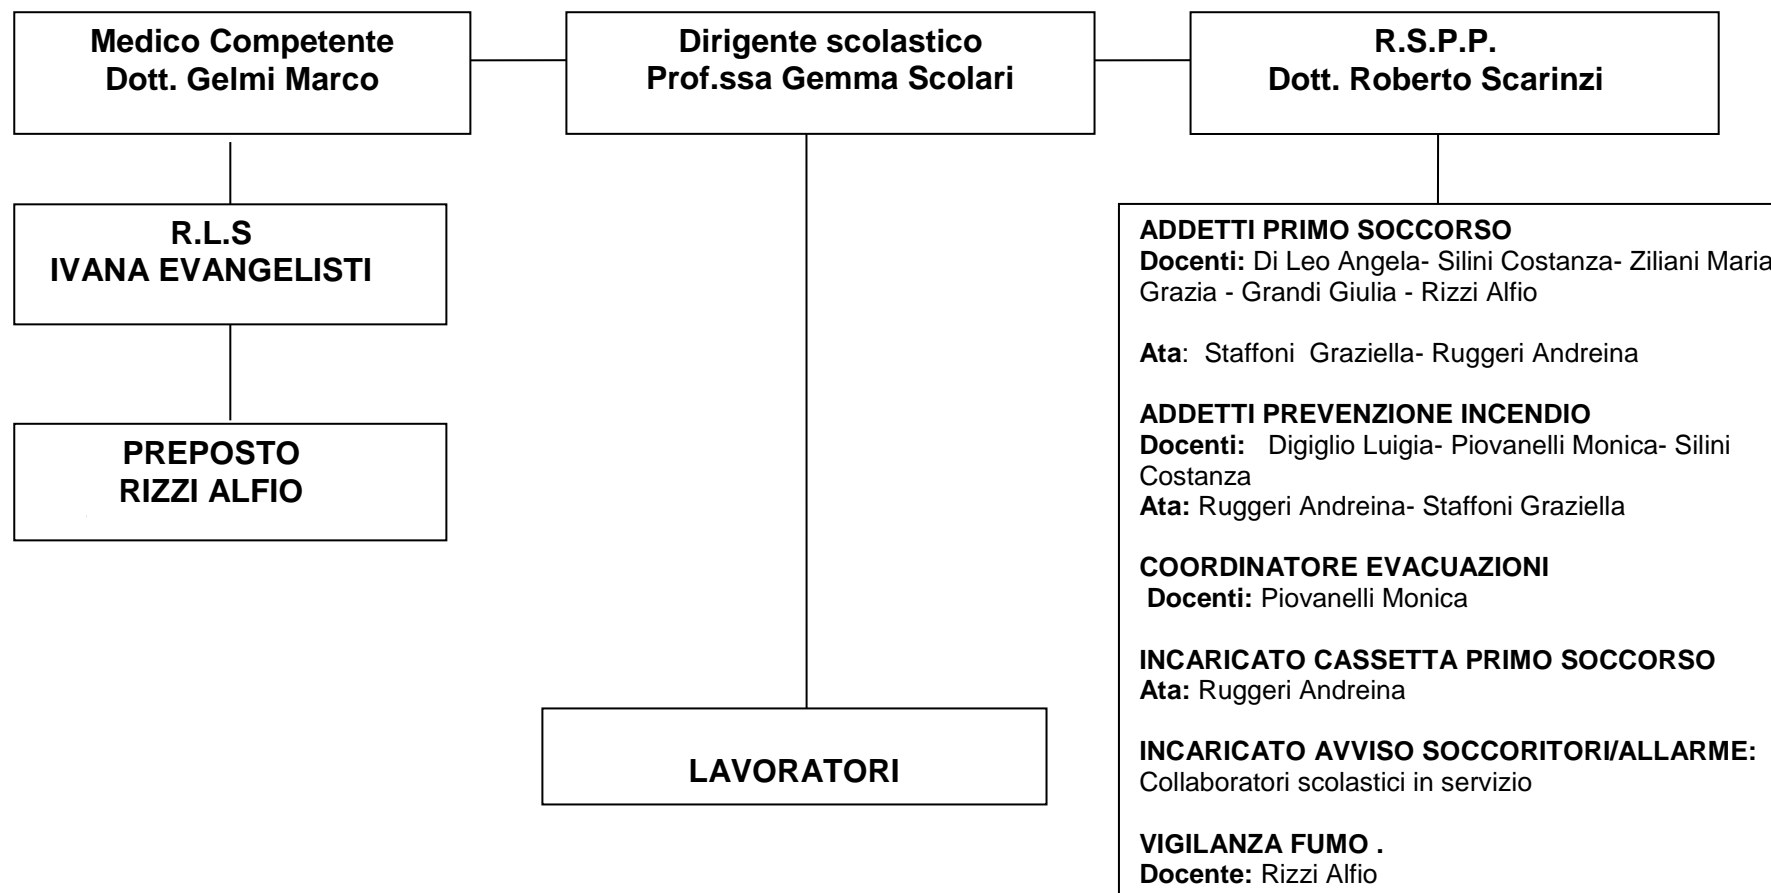 Medico Competente
Dott. Gelmi Marco
Dirigente scolastico
Prof.ssa Gemma Scolari
R.S.P.P.
Dott. Roberto Scarinzi
R.L.S
IVANA EVANGELISTI
PREPOSTO
RIZZI ALFIO
LAVORATORI
ADDETTI PRIMO SOCCORSO
Docenti: Di Leo Angela- Silini Costanza- Ziliani Maria
Grazia - Grandi Giulia - Rizzi Alfio
Ata: Staffoni Graziella- Ruggeri Andreina
ADDETTI PREVENZIONE INCENDIO
Docenti: Digiglio Luigia- Piovanelli Monica- Silini
Costanza
Ata: Ruggeri Andreina- Staffoni Graziella
COORDINATORE EVACUAZIONI
Docenti: Piovanelli Monica
INCARICATO CASSETTA PRIMO SOCCORSO
Ata: Ruggeri Andreina
INCARICATO AVVISO SOCCORITORI/ALLARME:
Collaboratori scolastici in servizio
VIGILANZA FUMO .
Docente: Rizzi Alfio